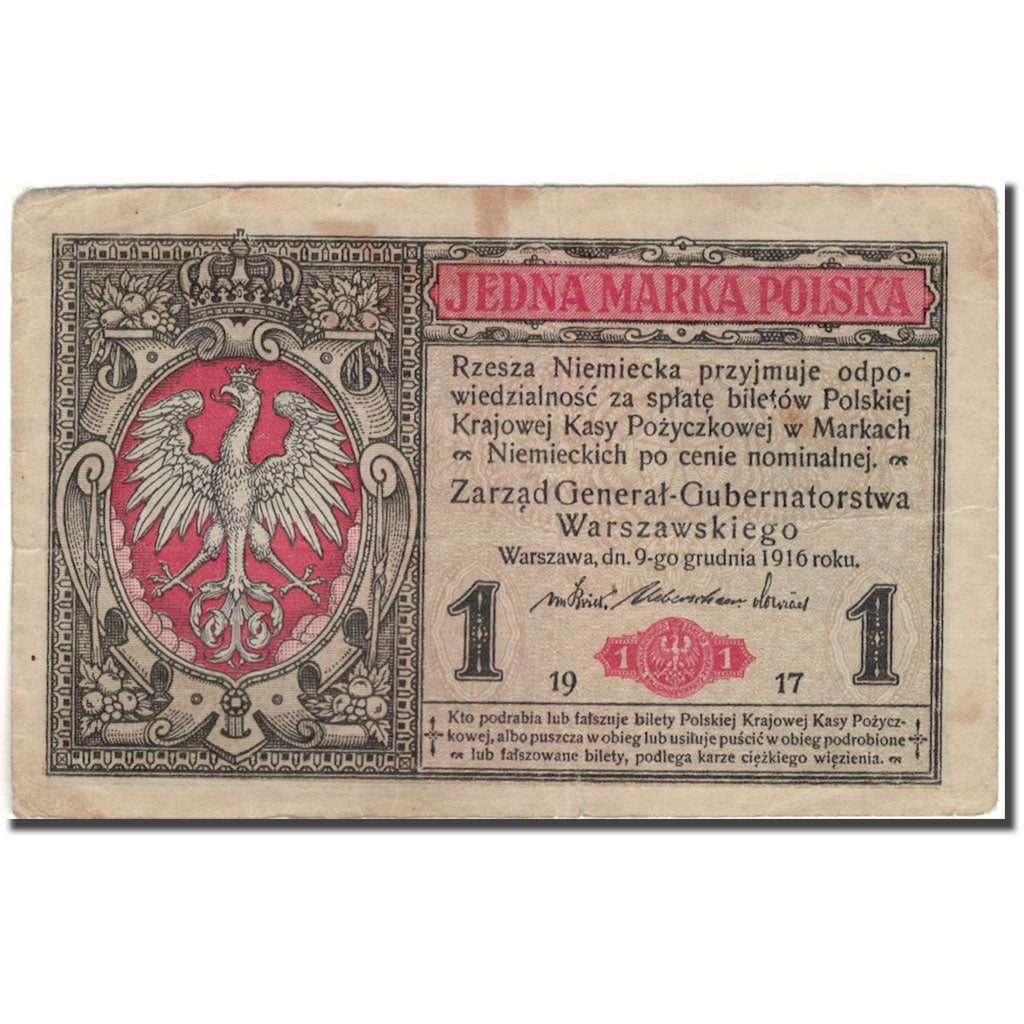 JEDNA MARKA POLSKA
Rzesza Niemiecka przyjmuje odpo-
wiedzialność za spłatę biletów Polskiej
Krajowej Kasy Pożyczkowej w Markach
Niemieckich po cenie nominalnej.
Zarząd Generał-Gubernatorstwa
Warszawskiego
Warszawa, dn. 9-go grudnia 1916 roku.
1 1
1 1
19 17
Kto podrabia lub fałszuje bilety Polskiej Krajowej Kasy Pożycz-
kowej, albo puszcza w obieg lub usiłuje puścić w obieg podrobione
lub fałszowane bilety, podlega karze ciężkiego więzienia.